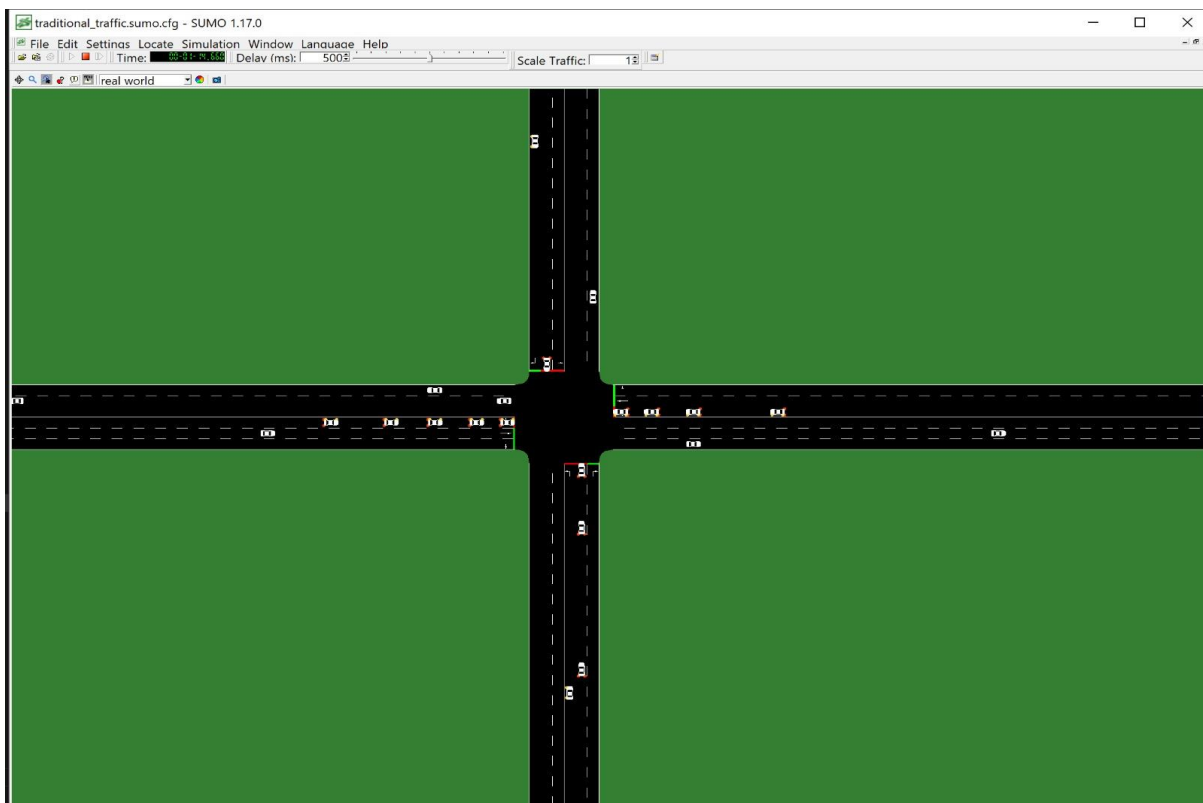 traditional_traffic.sumo.cfg - SUMO 1.17.0
File Edit Settings Locate Simulation Window Language Help
Time: Delay (ms): 500 Scale Traffic: 1
real world